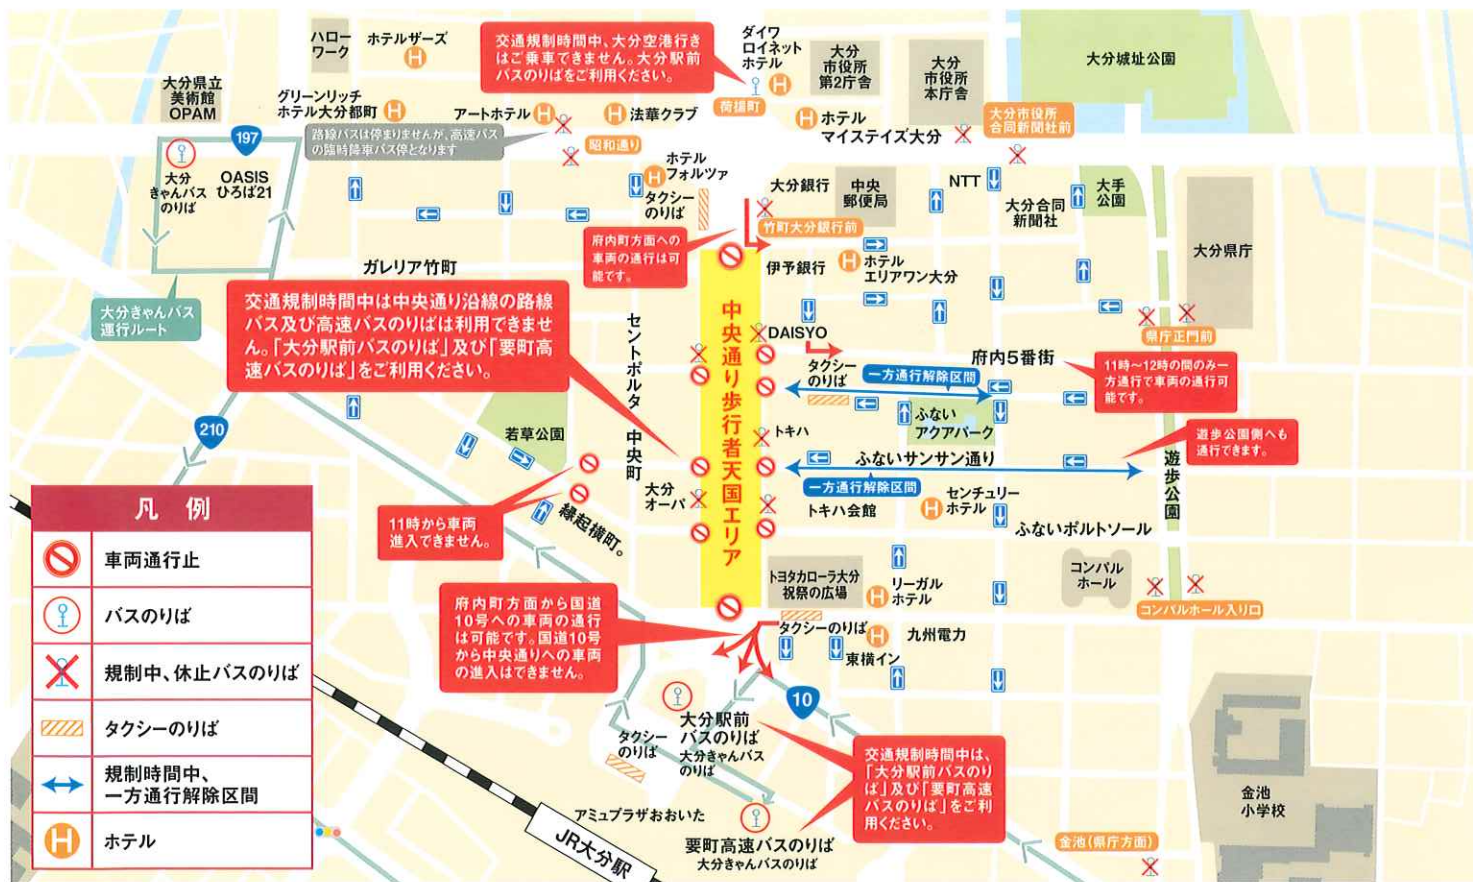 ハロー
ワーク
ホテルザーズ
交通規制時間中、大分空港行き
はご乗車できません。大分駅前
バスのりばをご利用ください。
ダイワ
ロイネット
ホテル
大分
市役所
第2庁舎
大分
市役所
本庁舎
大分城址公園
大分県立
美術館
OPAM
グリーンリッチ
ホテル大分都町
アートホテル
法華クラブ
荷揚町
ホテル
マイステイズ大分
大分市役所
合同新聞社前
197
路線バスは停まりませんが、高速バス
の臨時降車バス停となります
昭和通り
大分
きゃんバス
のりば
OASIS
ひろば21
ホテル
フォルツァ
タクシー
のりば
大分銀行
中央
郵便局
NTT
大分合同
新聞社
大手
公園
大分県庁
竹町大分銀行前
府内町方面への
車両の通行は可
能です。
伊予銀行
ホテル
エリアワン大分
ガレリア竹町
大分きゃんバス
運行ルート
交通規制時間中は中央通り沿線の路線
バス及び高速バスのりばは利用できませ
ん。「大分駅前バスのりば」及び「要町高
速バスのりば」をご利用ください。
セントポルタ 中央町
中央通り歩行者天国エリア
DAISYO
県庁正門前
府内5番街
タクシー
のりば
一方通行解除区間
11時～12時の間のみ一
方通行で車両の通行可
能です。
210
若草公園
トキハ
ふない
アクアパーク
遊歩公園側へも
通行できます。
ふないサンサン通り
遊歩公園
一方通行解除区間
大分
オーパ
トキハ会館
センチュリー
ホテル
ふないボルトソール
11時から車両
進入できません。
縁起横町。
凡例
車両通行止
バスのりば
規制中、休止バスのりば
タクシーのりば
規制時間中、
一方通行解除区間
ホテル
トヨタカローラ大分
祝祭の広場
リーガル
ホテル
コンパル
ホール
コンパルホール入り口
府内町方面から国道
10号への車両の通行
は可能です。国道10号
から中央通りへの車両
の進入はできません。
タクシーのりば
九州電力
東横イン
10
大分駅前
バスのりば
大分きゃんバス
のりば
タクシー
のりば
交通規制時間中は、
「大分駅前バスのり
ば」及び「要町高速
バスのりば」をご利
用ください。
アミュプラザおおいた
JR大分駅
要町高速バスのりば
大分きゃんバスのりば
金池
小学校
金池(県庁方面)